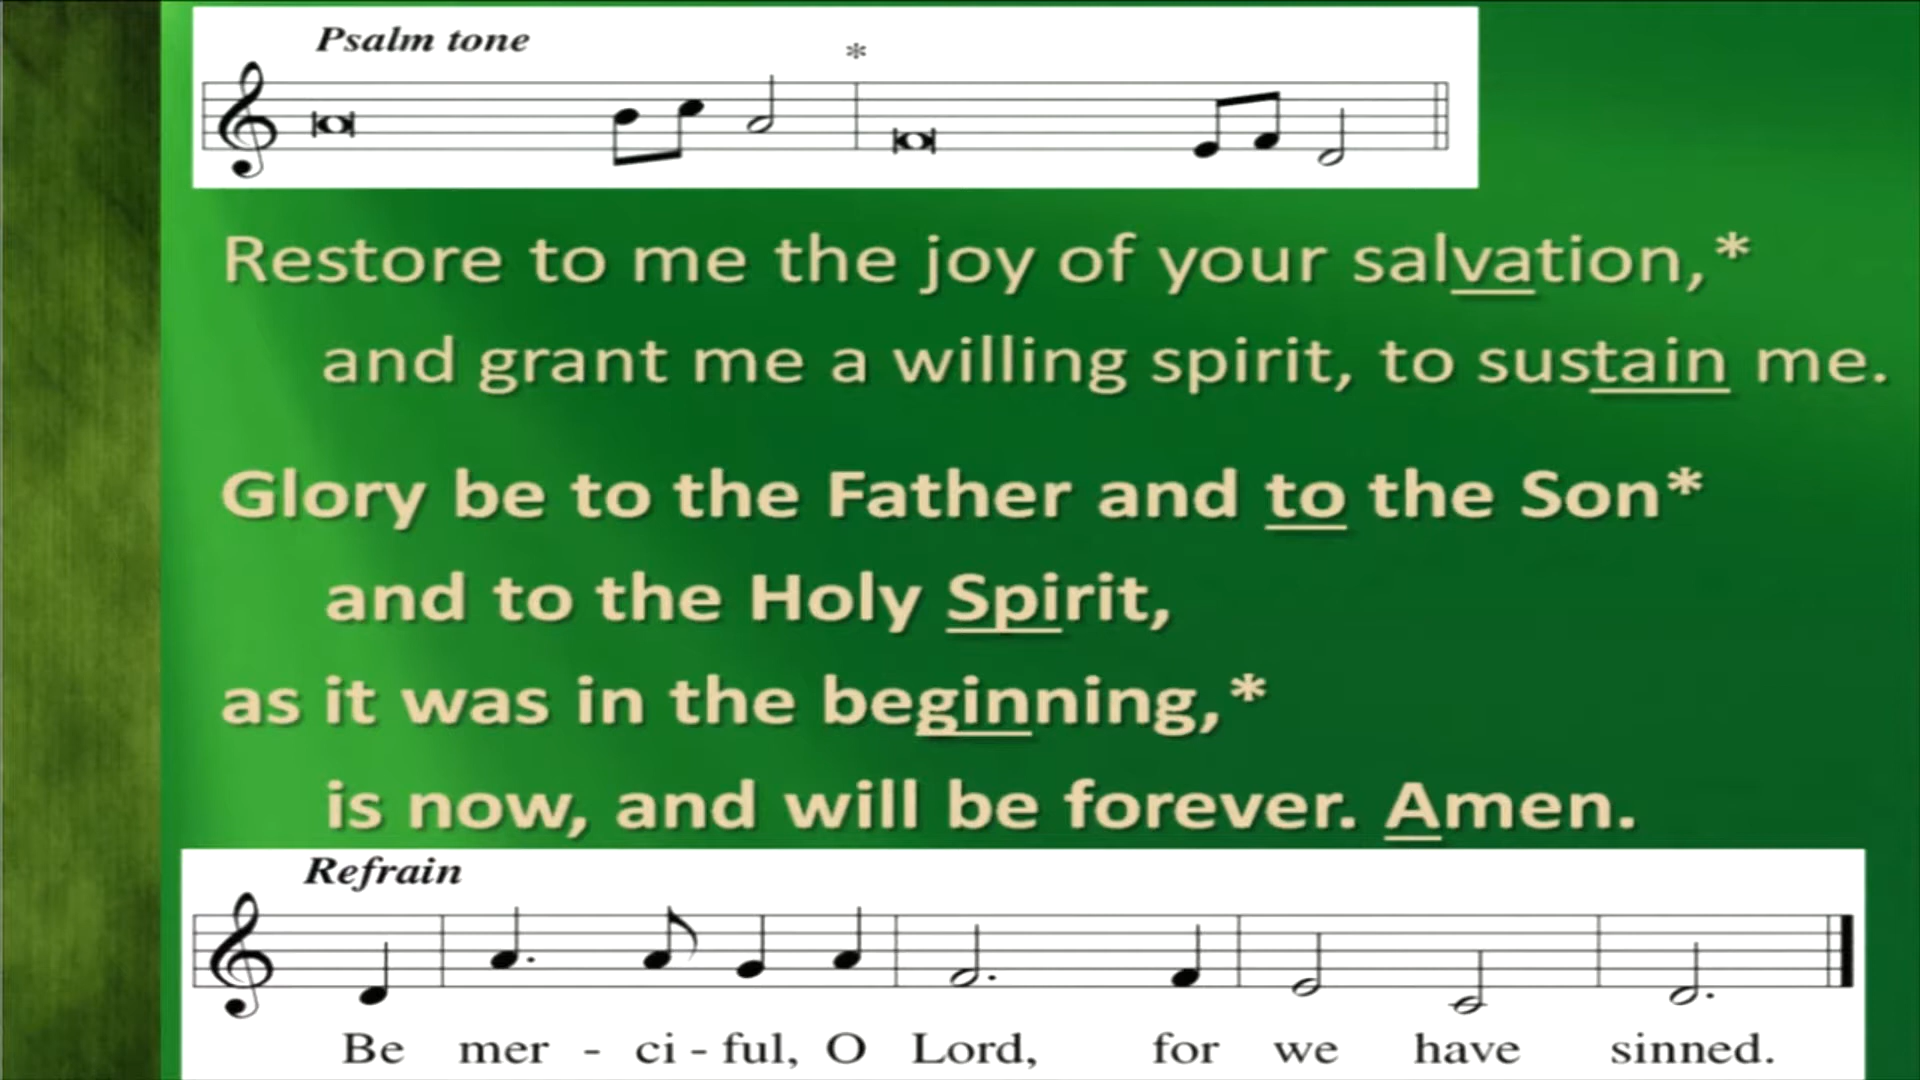 Psalm tone
*
Restore to me the joy of your salvation,*
and grant me a willing spirit, to sustain me.
Glory be to the Father and to the Son*
and to the Holy Spirit,
as it was in the beginning,*
is now, and will be forever. Amen.
Refrain
Be mer - ci - ful, O Lord, for we have sinned.